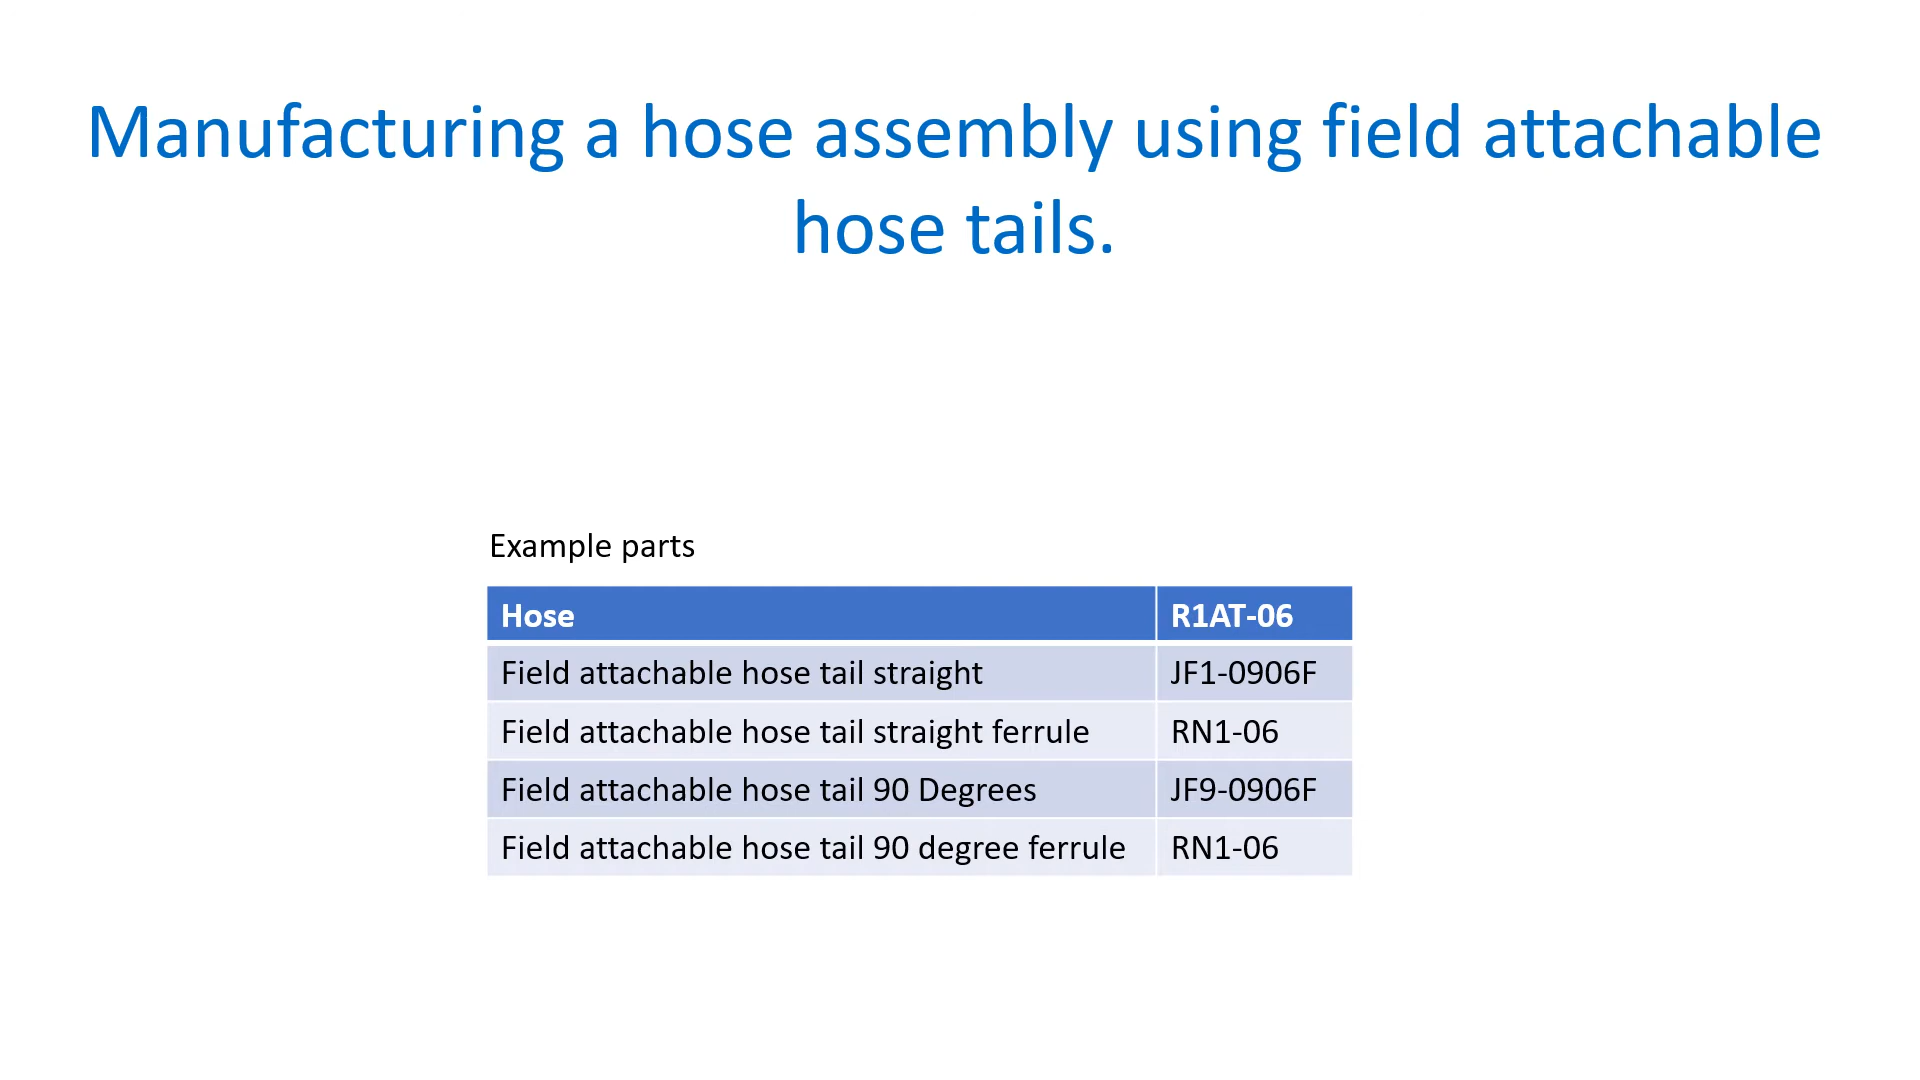 Manufacturing a hose assembly using field attachable
hose tails.
Example parts
Hose R1AT-06
Field attachable hose tail straight JF1-0906F
Field attachable hose tail straight ferrule RN1-06
Field attachable hose tail 90 Degrees JF9-0906F
Field attachable hose tail 90 degree ferrule RN1-06